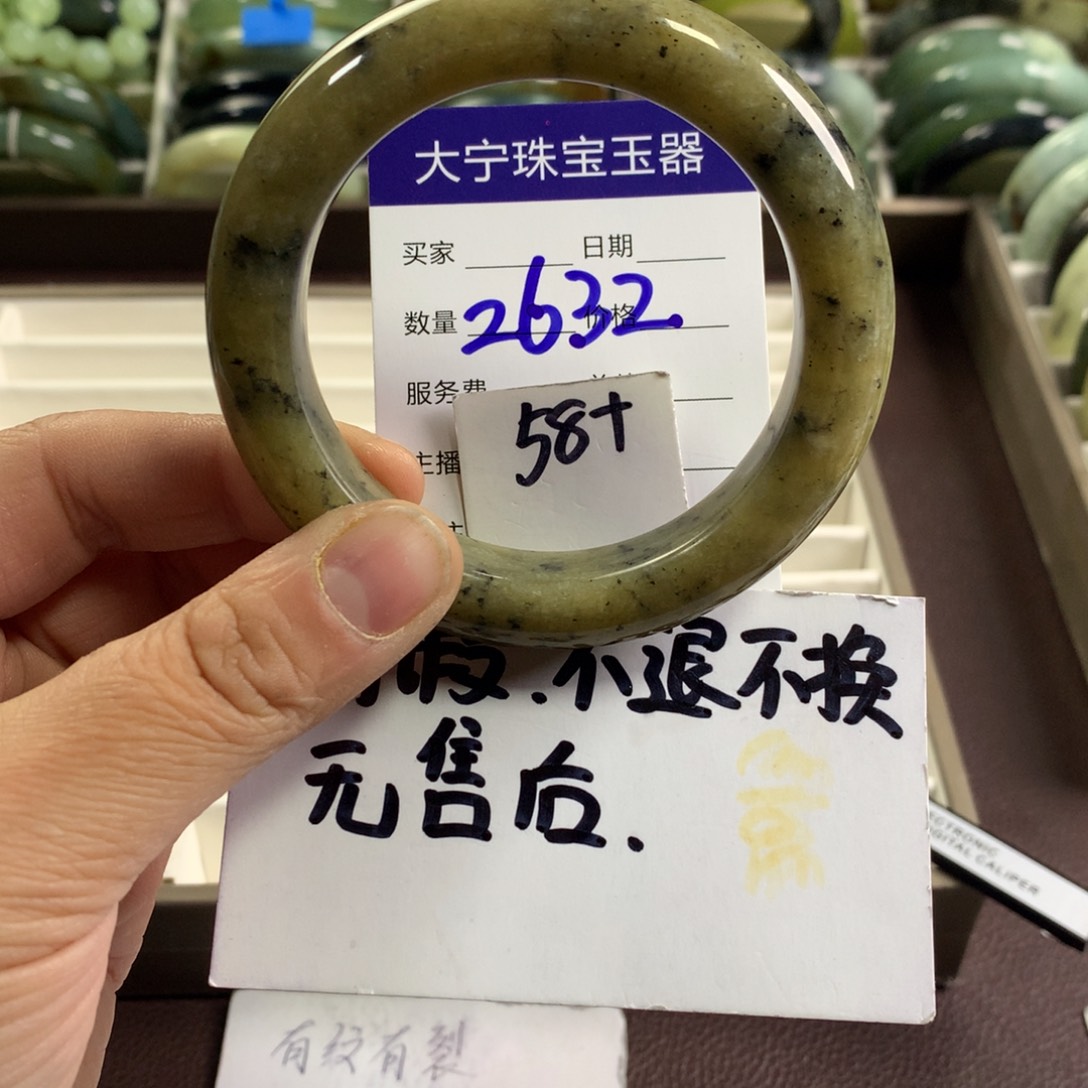 大宁珠宝玉器
买家 日期
数量 2632. 价格
服务费
58+
主播
不退不换
无售后.
ECTRONIC
DIGITAL CALIPER
有纹有裂